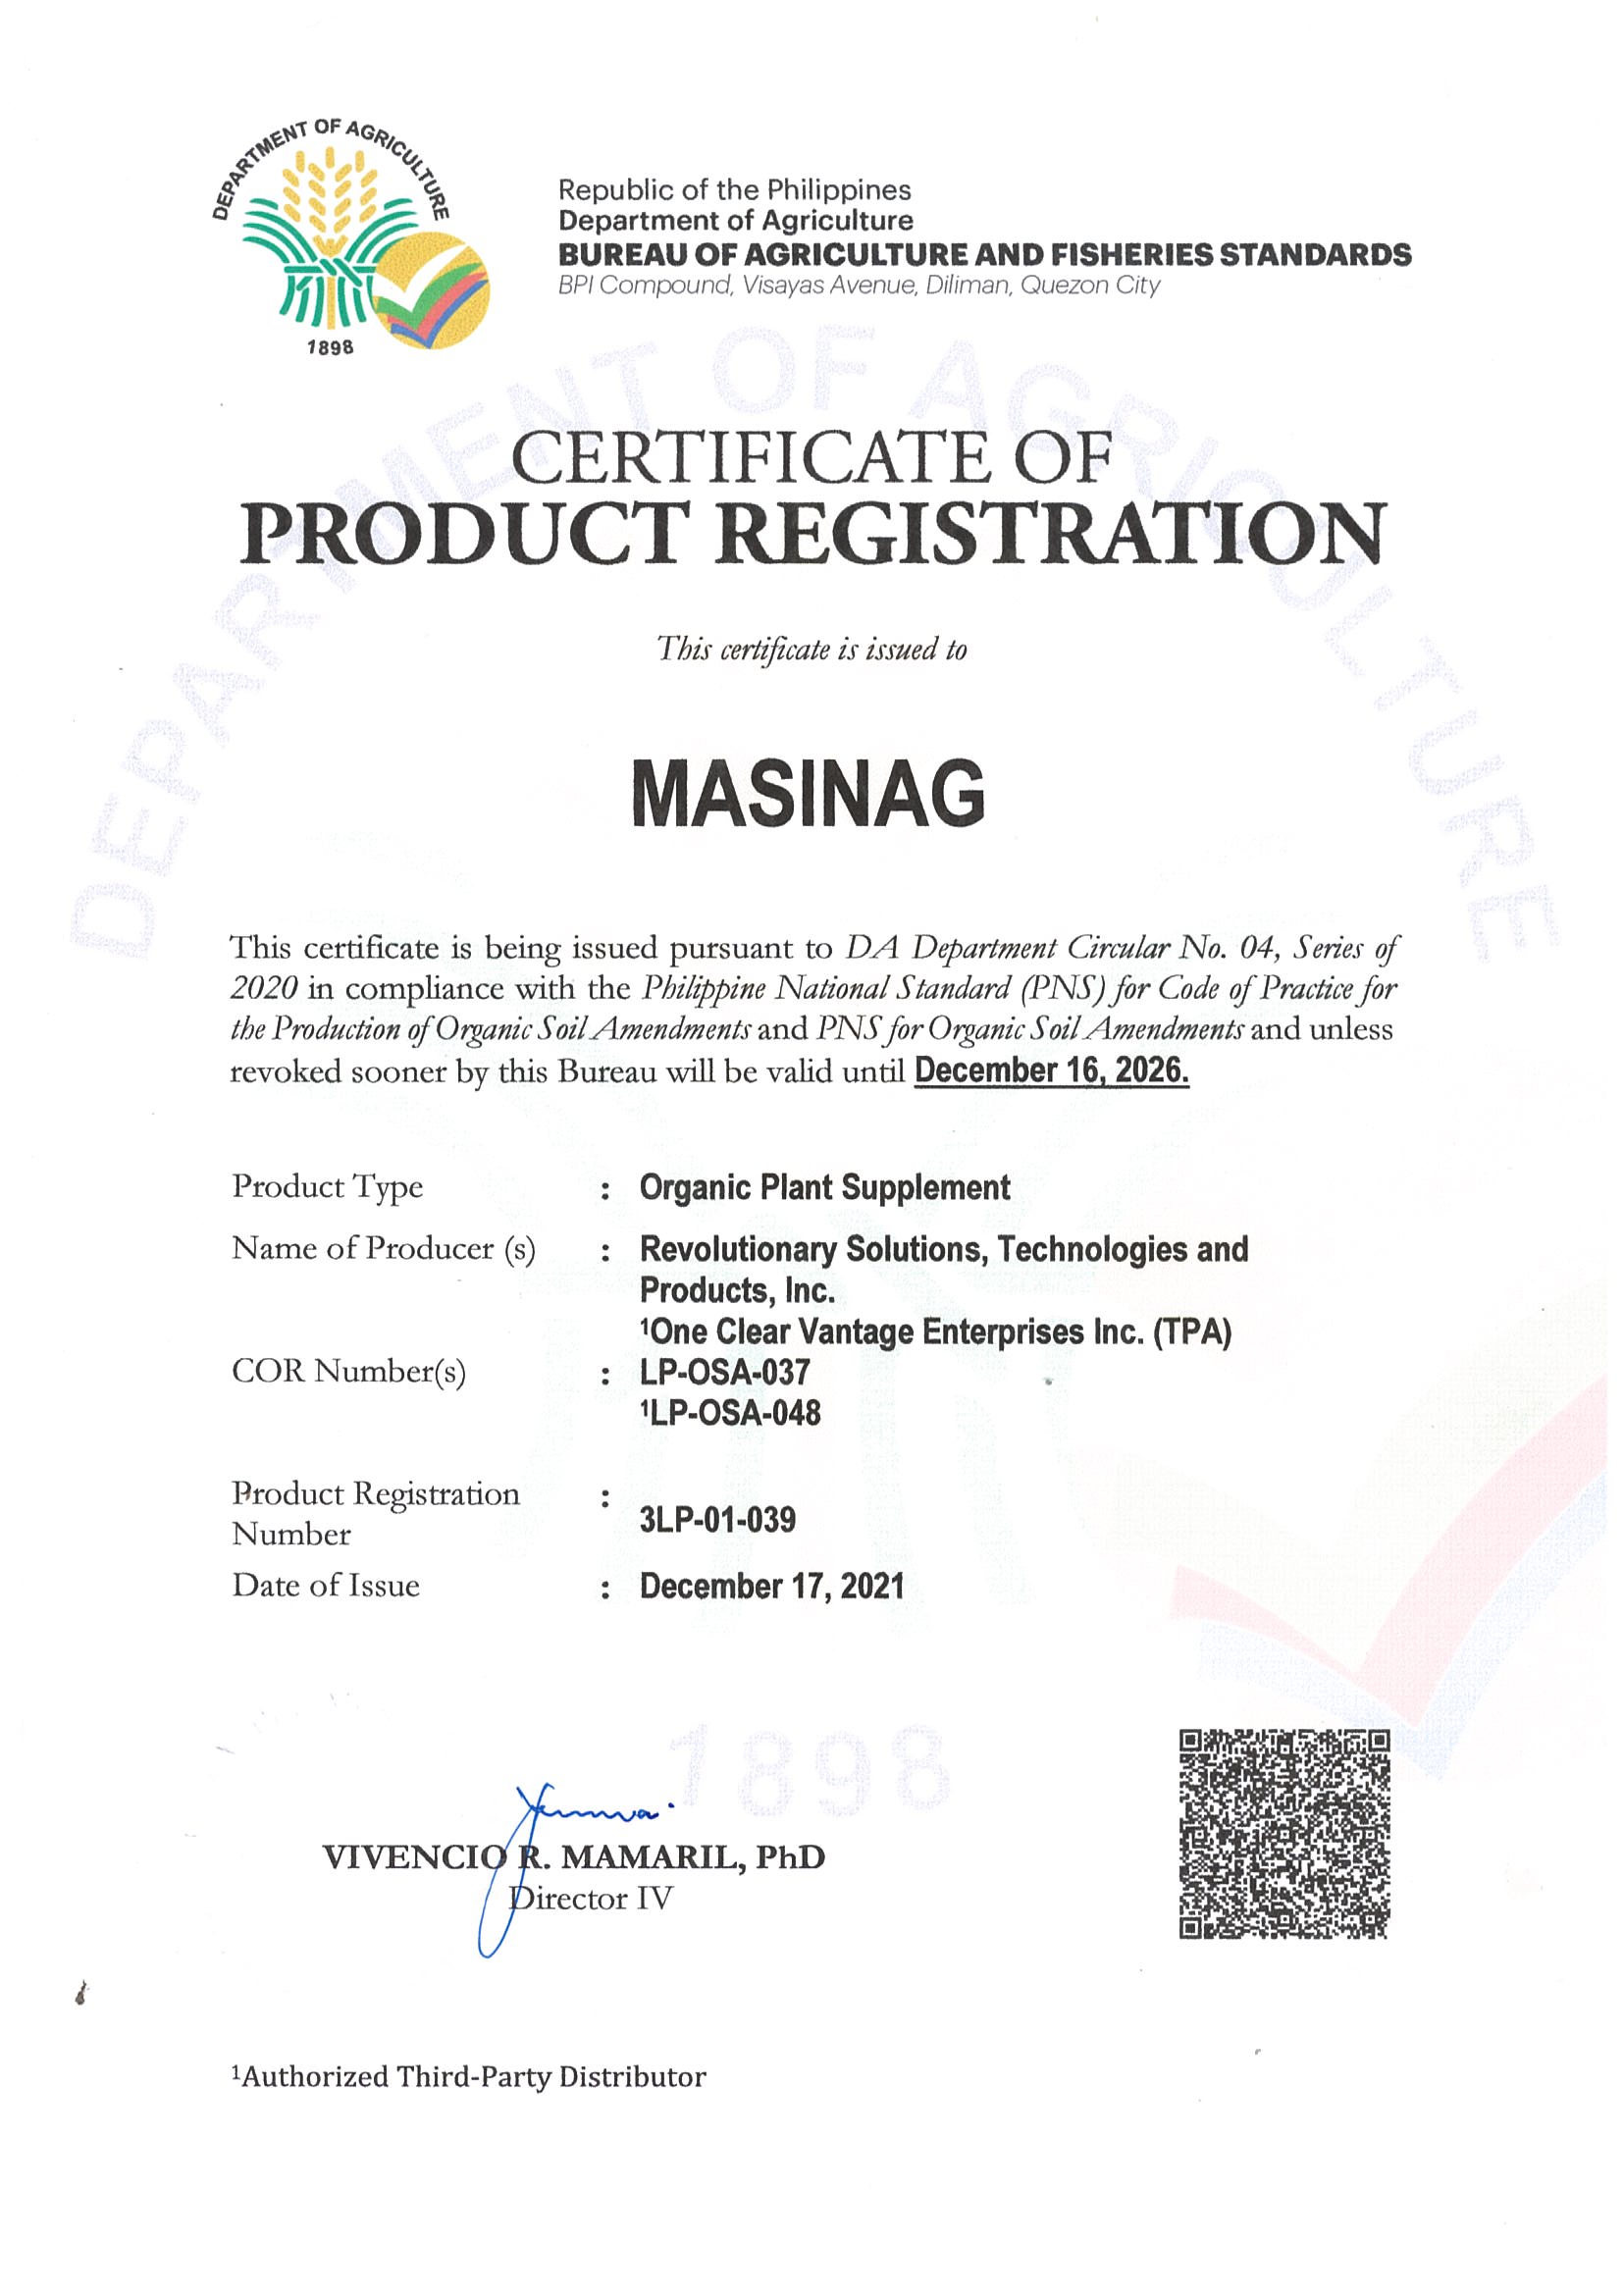 DEPARTMENT OF AGRICULTURE
1898
Republic of the Philippines
Department of Agriculture
BUREAU OF AGRICULTURE AND FISHERIES STANDARDS
BPI Compound, Visayas Avenue, Diliman, Quezon City
DEPARTMENT OF AGRICULTURE
CERTIFICATE OF
PRODUCT REGISTRATION
This certificate is issued to
MASINAG
This certificate is being issued pursuant to DA Department Circular No. 04, Series of
2020 in compliance with the Philippine National Standard (PNS) for Code of Practice for
the Production of Organic Soil Amendments and PNS for Organic Soil Amendments and unless
revoked sooner by this Bureau will be valid until December 16, 2026.
Product Type : Organic Plant Supplement
Name of Producer (s) : Revolutionary Solutions, Technologies and
Products, Inc.
¹One Clear Vantage Enterprises Inc. (TPA)
COR Number(s) : LP-OSA-037
¹LP-OSA-048
Product Registration :
Number
3LP-01-039
Date of Issue : December 17, 2021
1898
VIVENCIO R. MAMARIL, PhD
Director IV
¹Authorized Third-Party Distributor